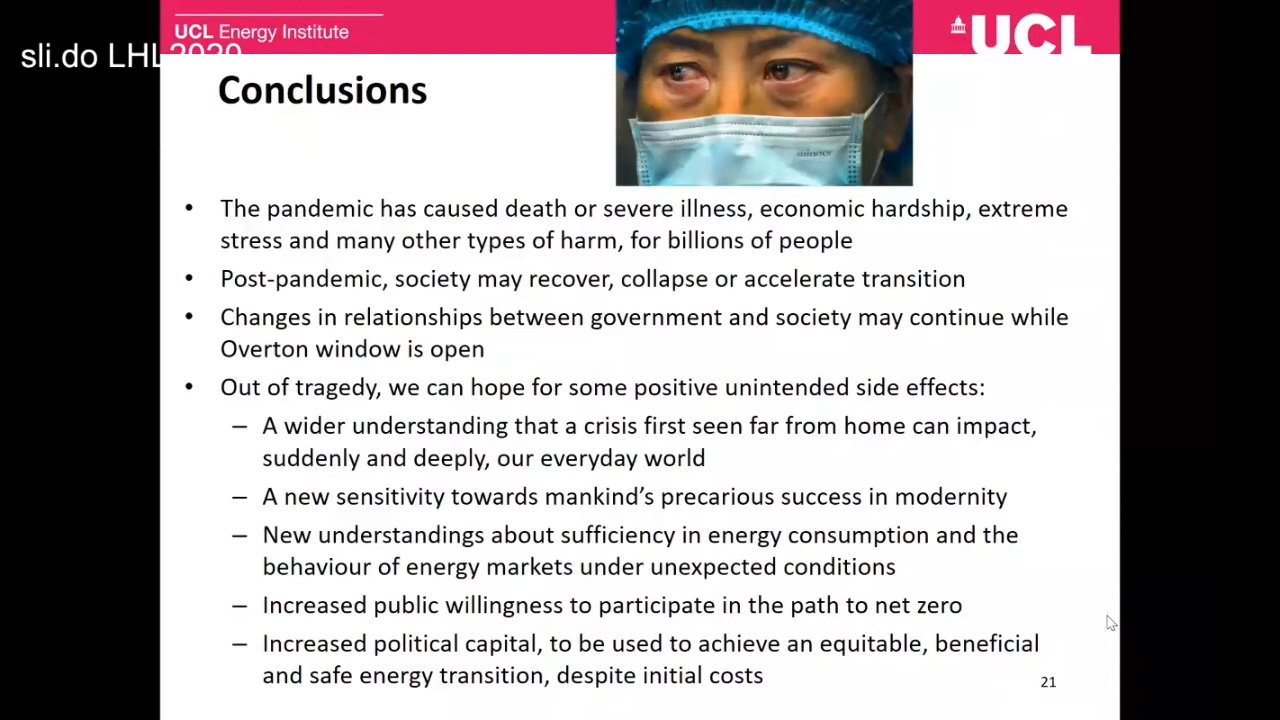 UCL Energy Institute
UCL
sli.do LHL 2020
Conclusions
• The pandemic has caused death or severe illness, economic hardship, extreme
stress and many other types of harm, for billions of people
• Post-pandemic, society may recover, collapse or accelerate transition
• Changes in relationships between government and society may continue while
Overton window is open
• Out of tragedy, we can hope for some positive unintended side effects:
– A wider understanding that a crisis first seen far from home can impact,
suddenly and deeply, our everyday world
– A new sensitivity towards mankind’s precarious success in modernity
– New understandings about sufficiency in energy consumption and the
behaviour of energy markets under unexpected conditions
– Increased public willingness to participate in the path to net zero
– Increased political capital, to be used to achieve an equitable, beneficial
and safe energy transition, despite initial costs
21